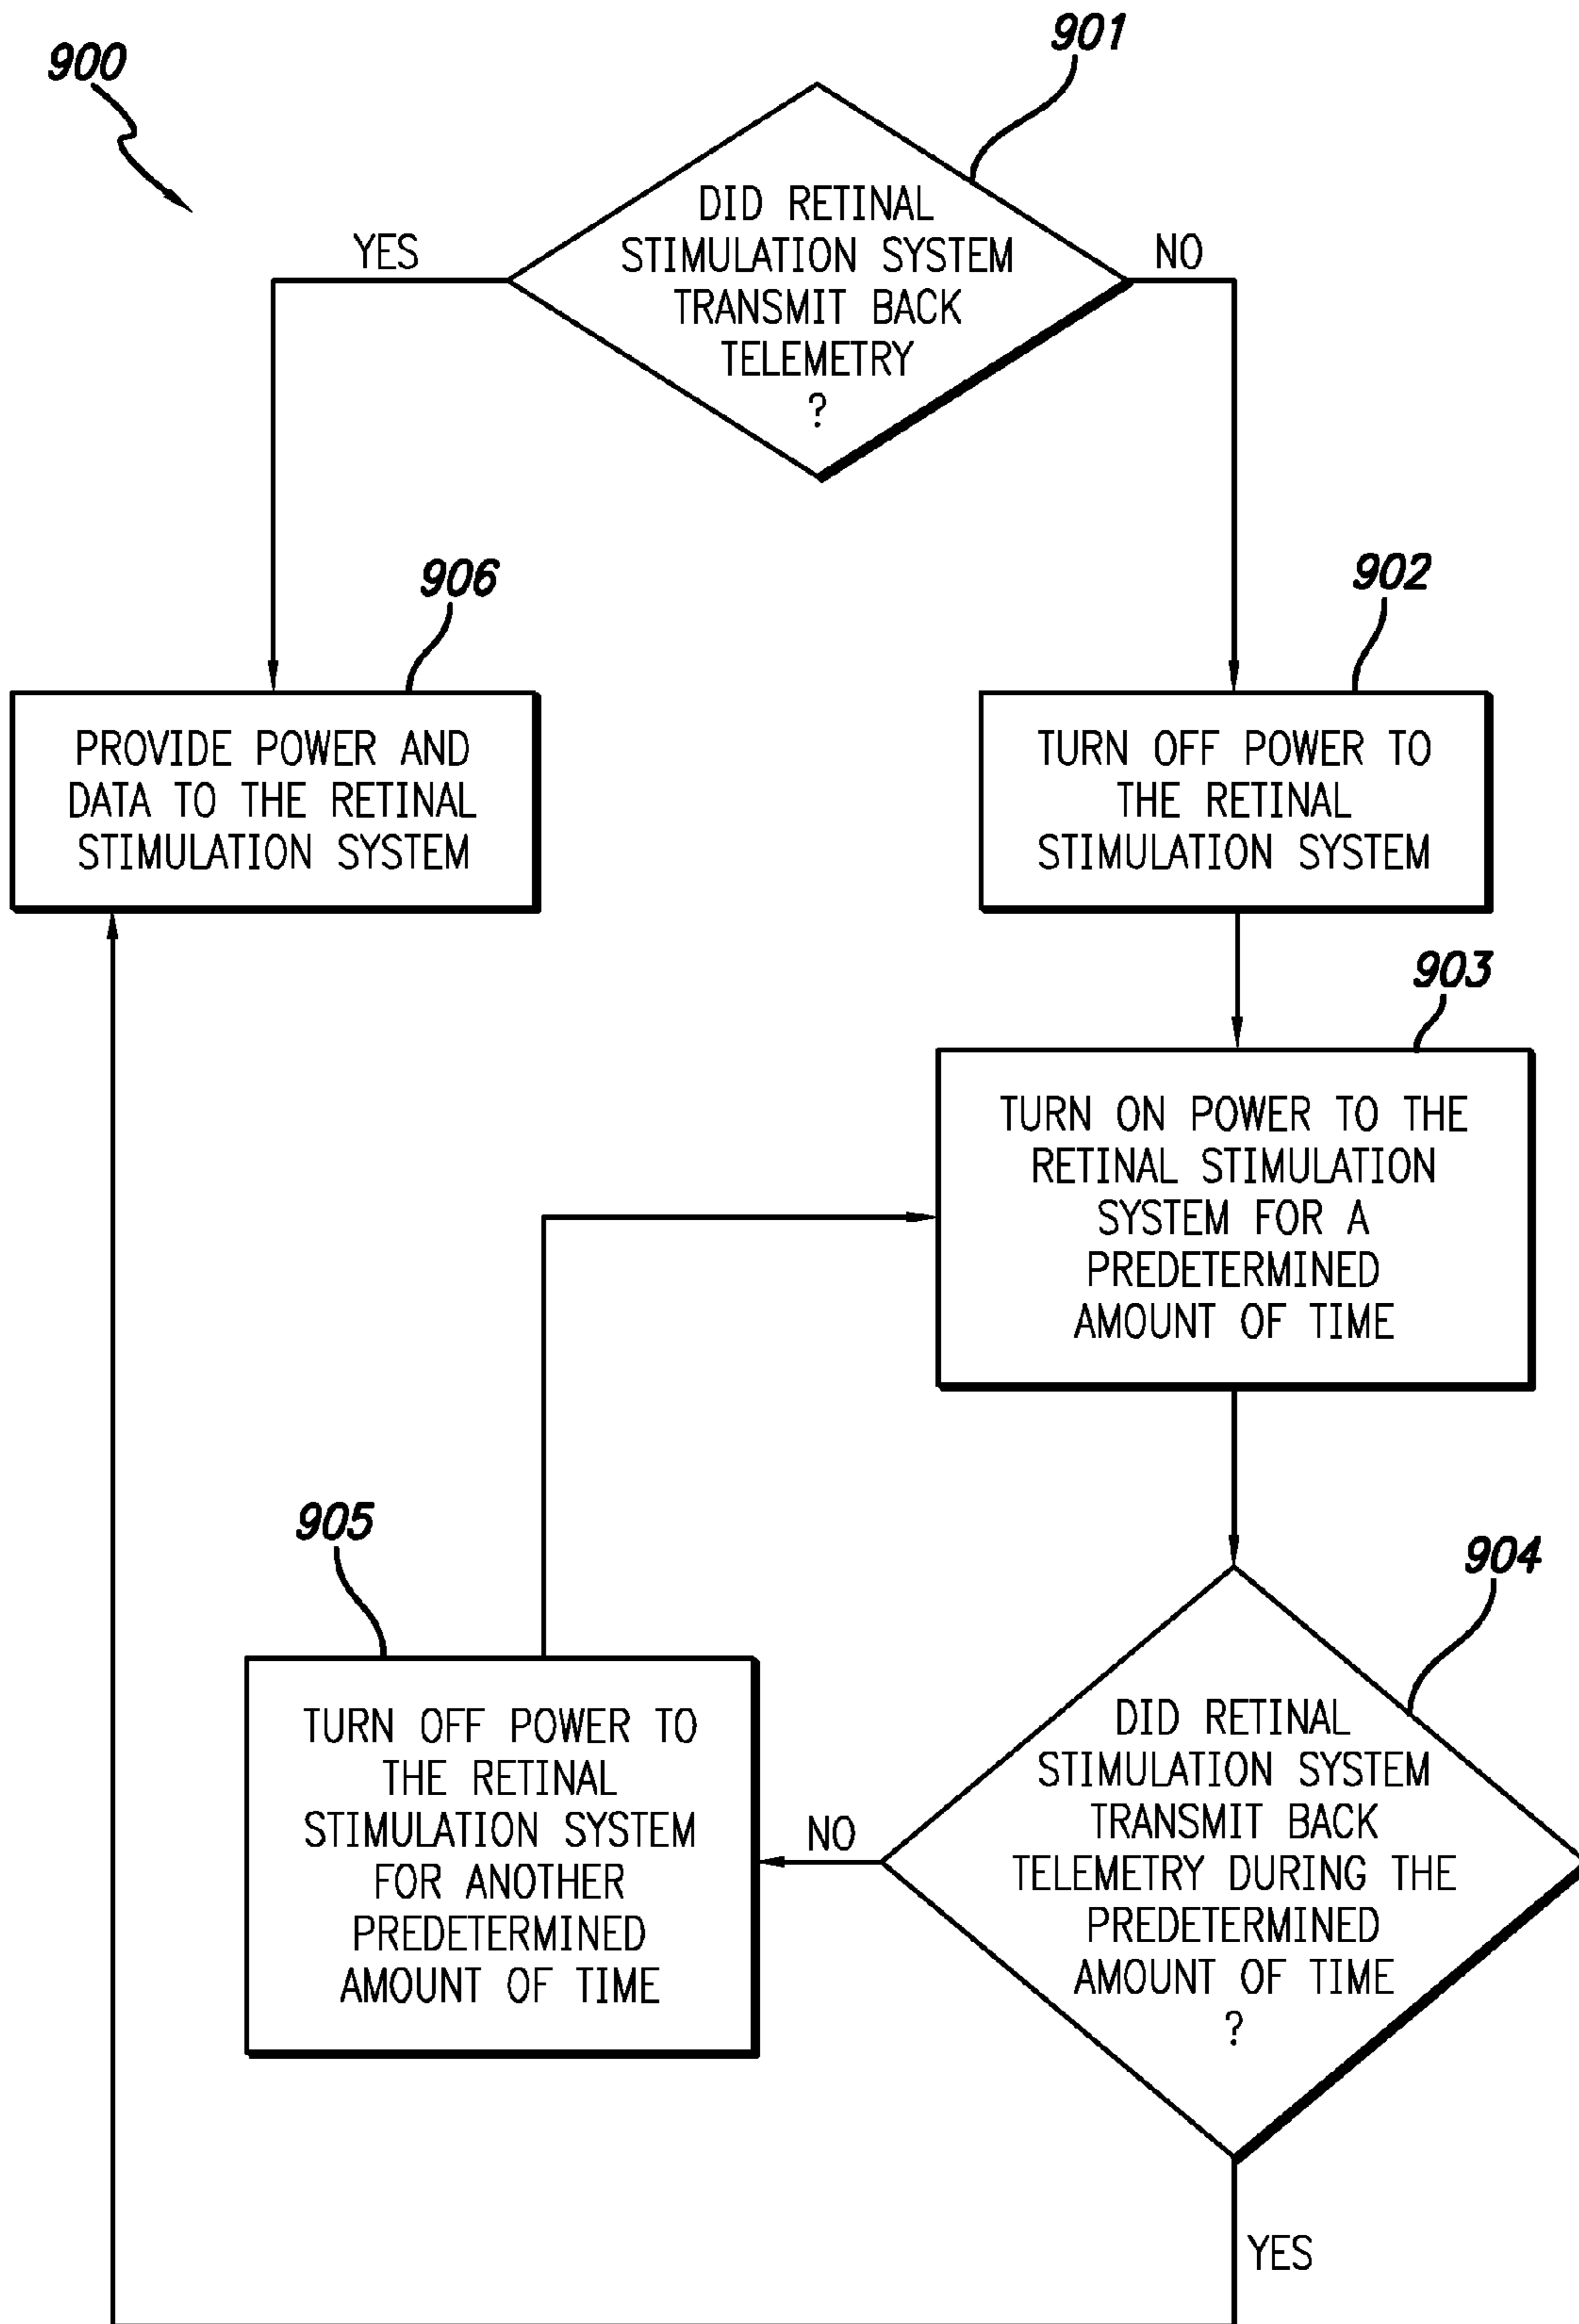 900
901
DID RETINAL
STIMULATION SYSTEM
TRANSMIT BACK
TELEMETRY
?
YES
NO
906
PROVIDE POWER AND
DATA TO THE RETINAL
STIMULATION SYSTEM
902
TURN OFF POWER TO
THE RETINAL
STIMULATION SYSTEM
903
TURN ON POWER TO THE
RETINAL STIMULATION
SYSTEM FOR A
PREDETERMINED
AMOUNT OF TIME
904
DID RETINAL
STIMULATION SYSTEM
TRANSMIT BACK
TELEMETRY DURING THE
PREDETERMINED
AMOUNT OF TIME
?
NO
905
TURN OFF POWER TO
THE RETINAL
STIMULATION SYSTEM
FOR ANOTHER
PREDETERMINED
AMOUNT OF TIME
YES